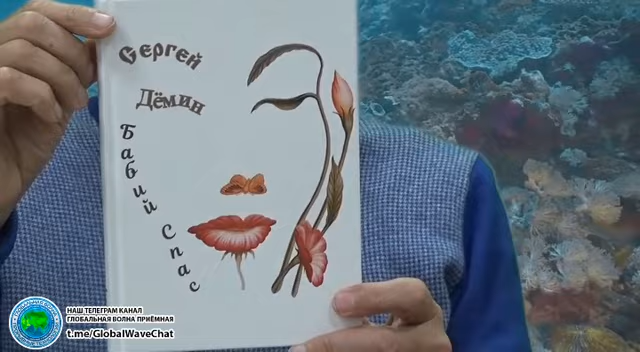 Сергей
Дёмин
Бабий Спас
НАШ ТЕЛЕГРАМ КАНАЛ
ГЛОБАЛЬНАЯ ВОЛНА ПРИЁМНАЯ
t.me/GlobalWaveChat